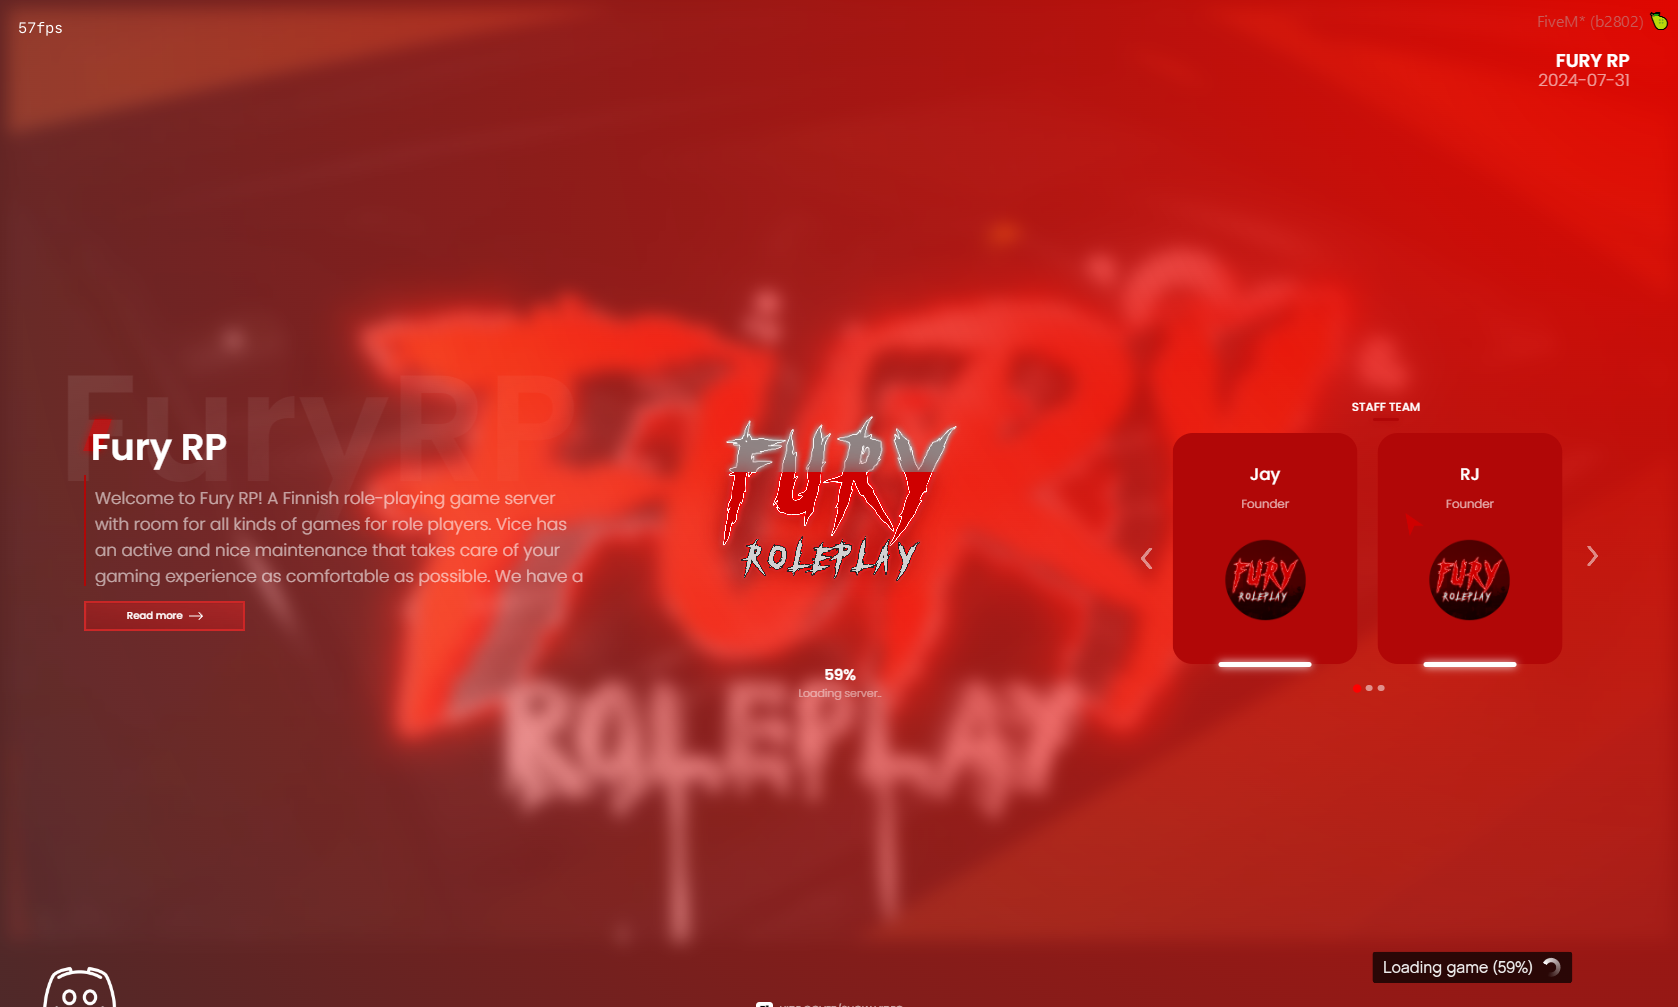 57fps
FiveM* (b2802)
FURY RP
2024-07-31
FuryRP
Fury RP
Welcome to Fury RP! A Finnish role-playing game server
with room for all kinds of games for role players. Vice has
an active and nice maintenance that takes care of your
gaming experience as comfortable as possible. We have a
Read more
FURY
ROLEPLAY
FURY
ROLEPLAY
59%
Loading server..
STAFF TEAM
Jay
Founder
FURY
ROLEPLAY
RJ
Founder
FURY
ROLEPLAY
Loading game (59%)